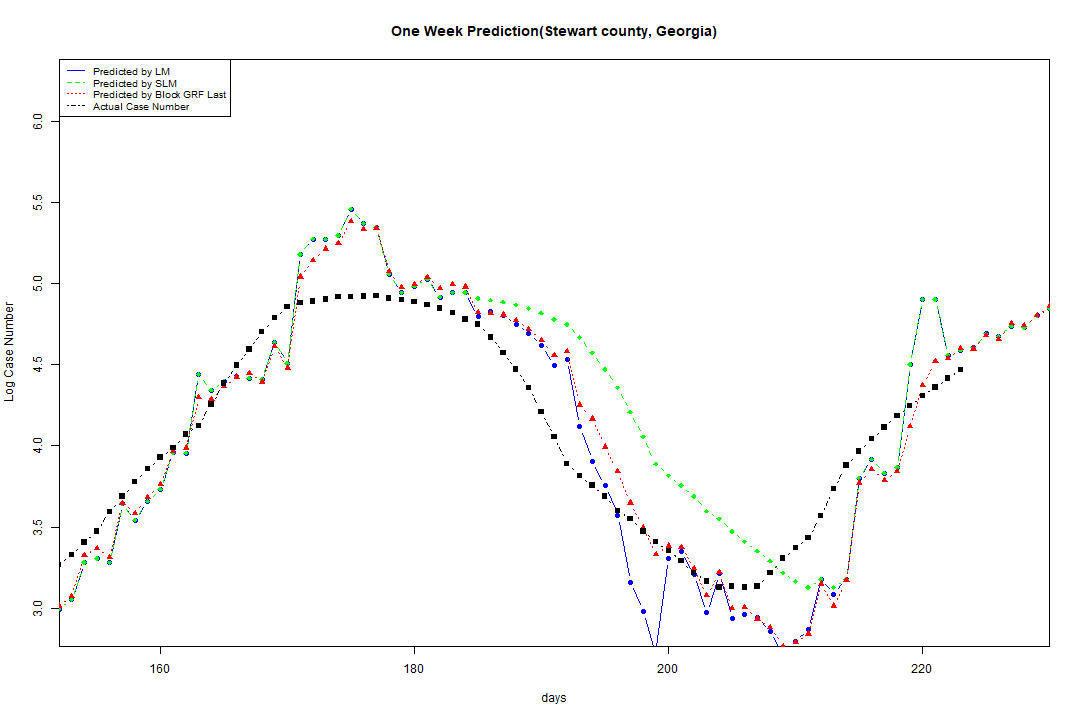 One Week Prediction(Stewart county, Georgia)
Predicted by LM
Predicted by SLM
Predicted by Block GRF Last
Actual Case Number
Log Case Number
6.0
5.5
5.0
4.5
4.0
3.5
3.0
160 180 200 220
days